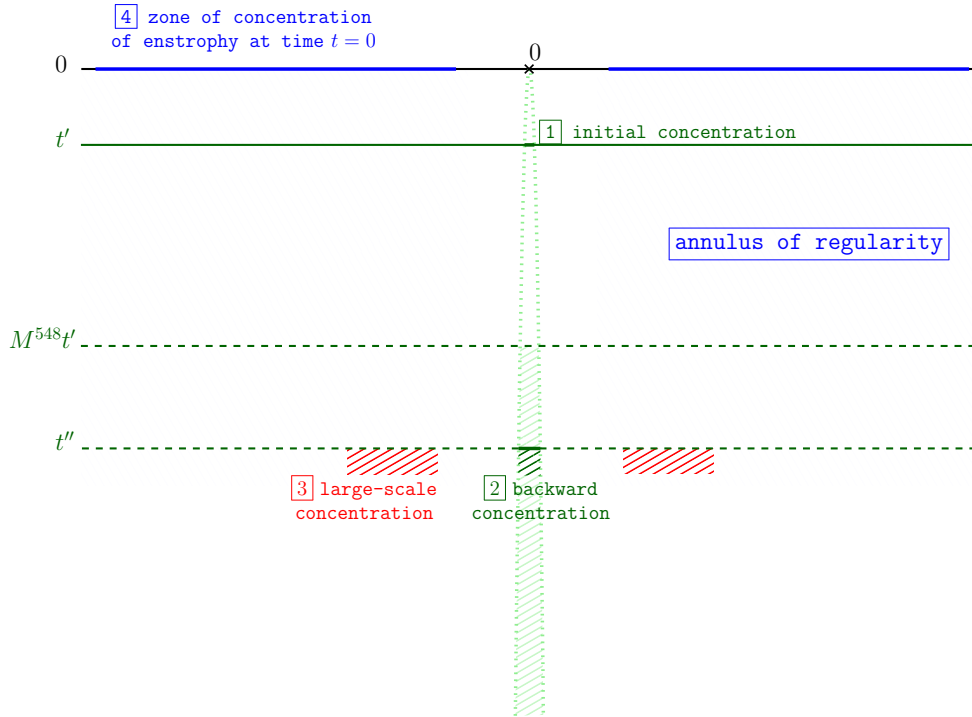 4 zone of concentration
of enstrophy at time t = 0
0
0
t′
1 initial concentration
annulus of regularity
M^548 t′
t″
3 large-scale
concentration
2 backward
concentration